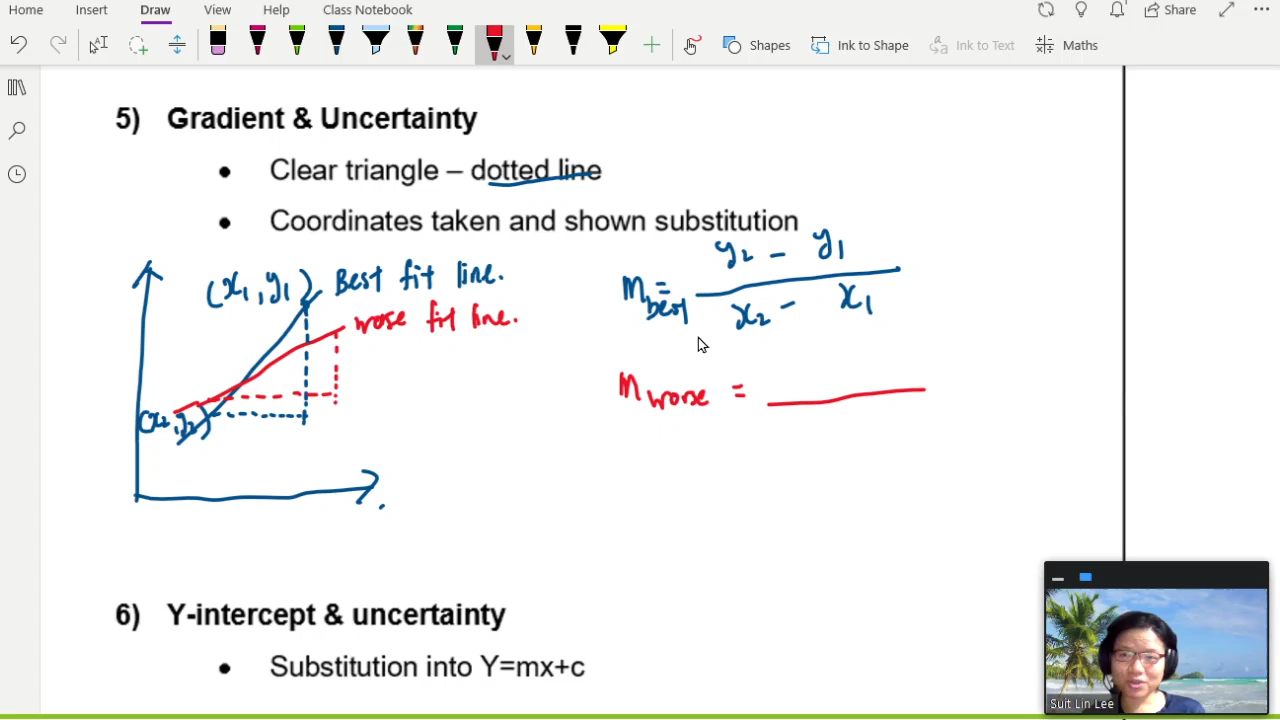 Home Insert Draw View Help Class Notebook Share
Shapes Ink to Shape Ink to Text Maths
5) Gradient & Uncertainty
• Clear triangle – dotted line
• Coordinates taken and shown substitution
(x1, y1) Best fit line.
worse fit line.
(x2, y2)
m best = y2 - y1
x2 - x1
m worse =
6) Y-intercept & uncertainty
• Substitution into Y=mx+c
Suit Lin Lee